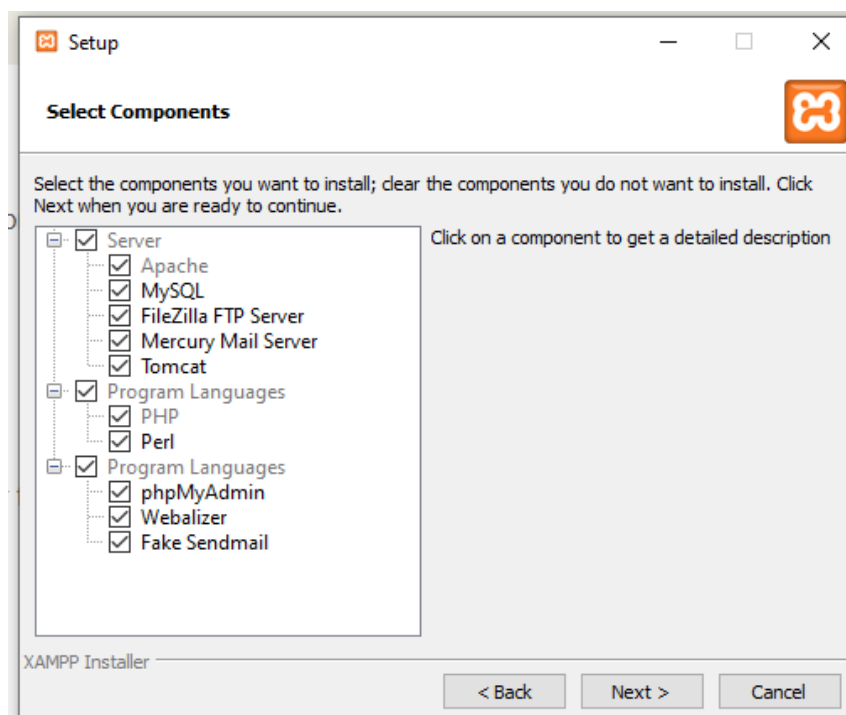 Setup
Select Components
Select the components you want to install; clear the components you do not want to install. Click
Next when you are ready to continue.
Server
Apache
MySQL
FileZilla FTP Server
Mercury Mail Server
Tomcat
Program Languages
PHP
Perl
Program Languages
phpMyAdmin
Webalizer
Fake Sendmail
Click on a component to get a detailed description
XAMPP Installer
< Back
Next >
Cancel